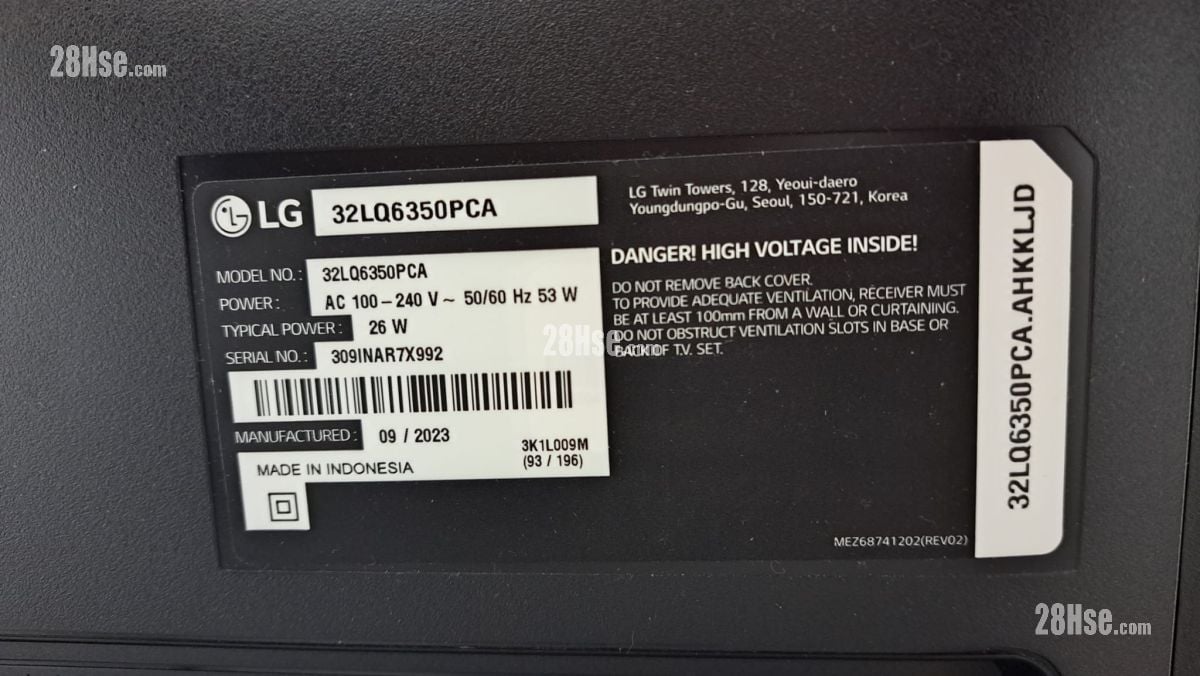 28Hse.com
LG 32LQ6350PCA
MODEL NO. : 32LQ6350PCA
POWER : AC 100 – 240 V ~ 50/60 Hz 53 W
TYPICAL POWER : 26 W
SERIAL NO. : 309INAR7X992
MANUFACTURED : 09 / 2023
MADE IN INDONESIA
3K1L009M
(93 / 196)
LG Twin Towers, 128, Yeoui-daero
Youngdungpo-Gu, Seoul, 150-721, Korea
DANGER! HIGH VOLTAGE INSIDE!
DO NOT REMOVE BACK COVER.
TO PROVIDE ADEQUATE VENTILATION, RECEIVER MUST
BE AT LEAST 100mm FROM A WALL OR CURTAINING.
DO NOT OBSTRUCT VENTILATION SLOTS IN BASE OR
BACK OF T.V. SET.
28Hse.com
MEZ68741202(REV02)
32LQ6350PCA.AHKKLJD
28Hse.com